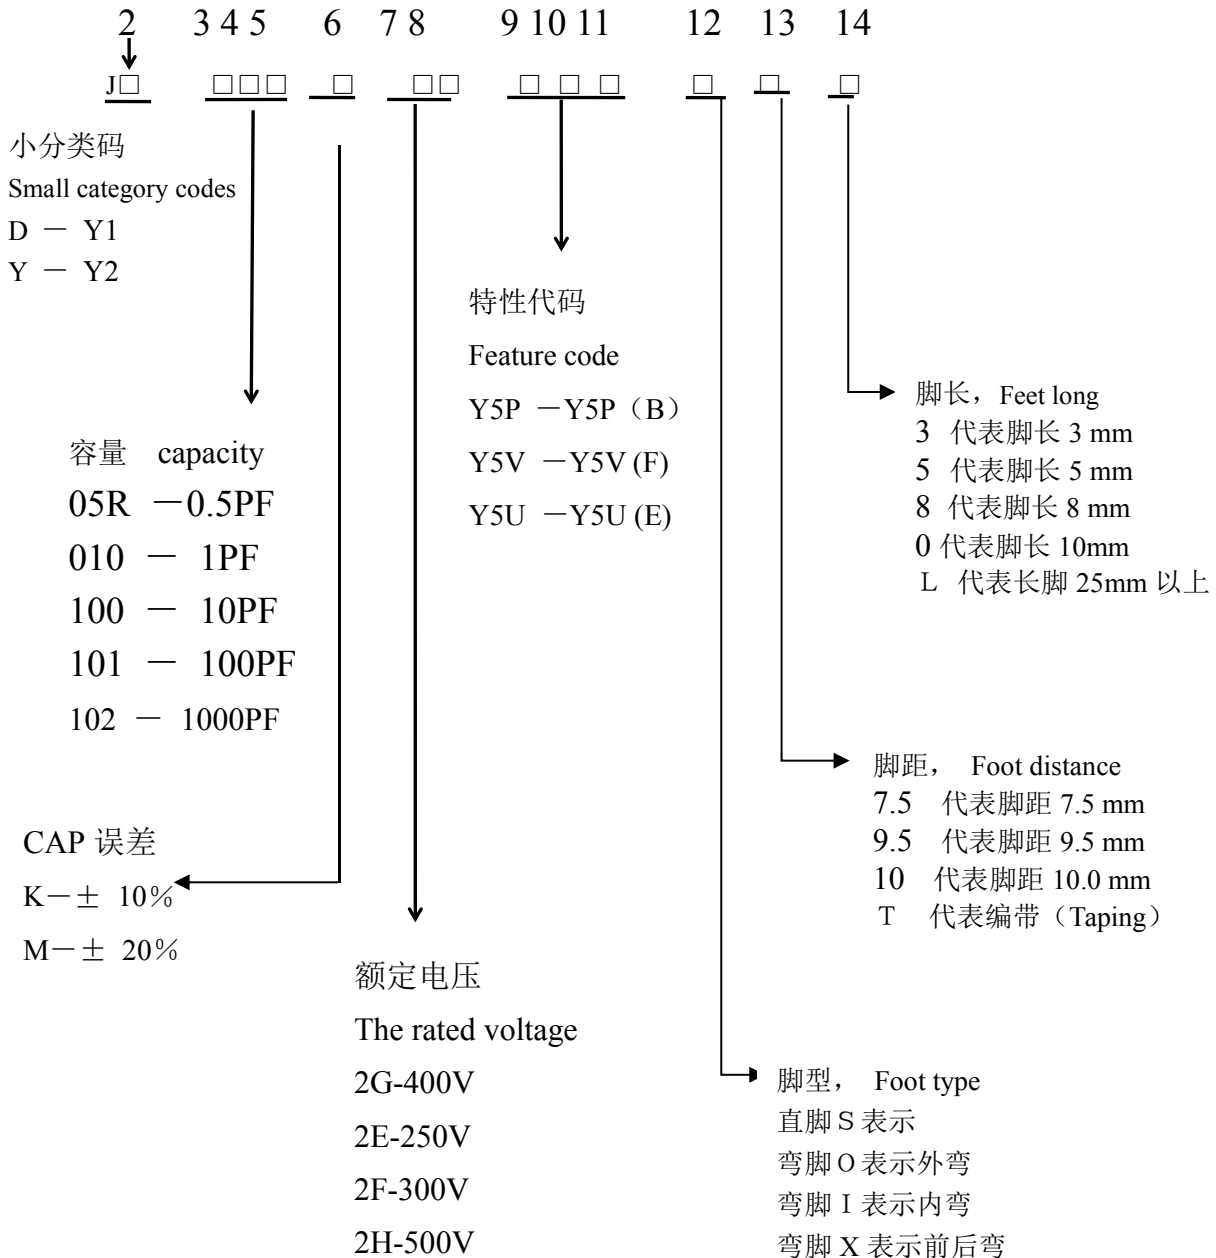 2 3 4 5 6 7 8 9 10 11 12 13 14
J□ □□□ □ □□ □ □ □ □ □ □
小分类码
Small category codes
D － Y1
Y － Y2
容量 capacity
05R －0.5PF
010 － 1PF
100 － 10PF
101 － 100PF
102 － 1000PF
CAP 误差
K－± 10%
M－± 20%
额定电压
The rated voltage
2G-400V
2E-250V
2F-300V
2H-500V
特性代码
Feature code
Y5P －Y5P（B）
Y5V －Y5V (F)
Y5U －Y5U (E)
脚长，Feet long
3 代表脚长 3 mm
5 代表脚长 5 mm
8 代表脚长 8 mm
0 代表脚长 10mm
Ｌ 代表长脚 25mm 以上
脚距， Foot distance
7.5 代表脚距 7.5 mm
9.5 代表脚距 9.5 mm
10 代表脚距 10.0 mm
Ｔ 代表编带（Taping）
脚型， Foot type
直脚Ｓ表示
弯脚Ｏ表示外弯
弯脚Ｉ表示内弯
弯脚 X 表示前后弯